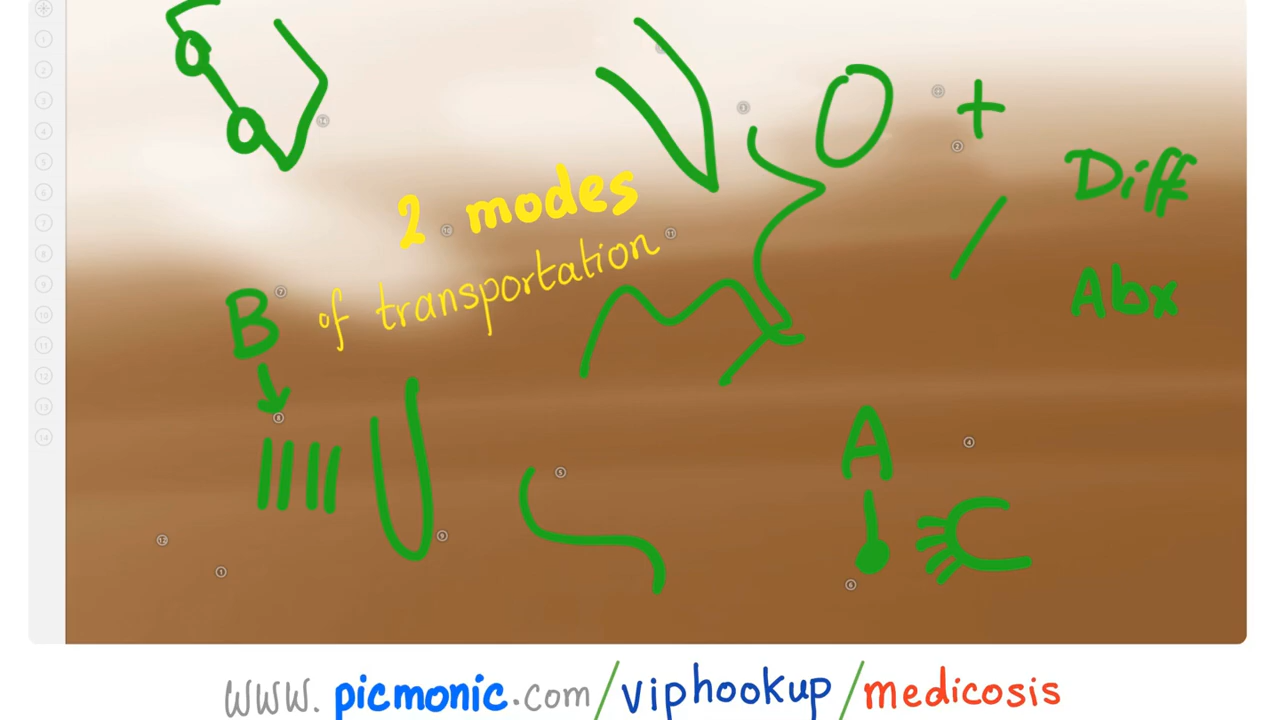 O +
Diff
2 modes
of transportation
Abx
B
A
www.picmonic.com/viphookup/medicosis